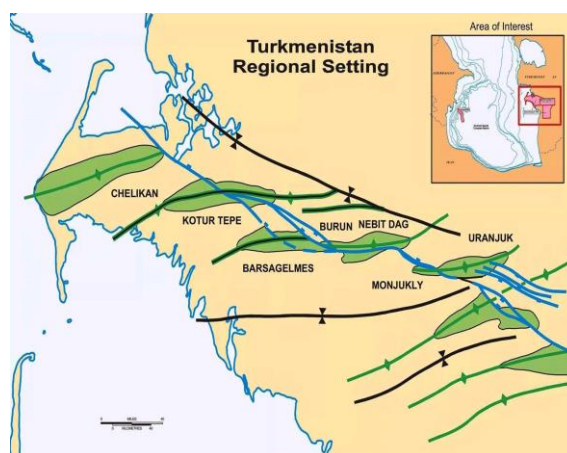 Turkmenistan
Regional Setting
Area of Interest
CHELIKAN
KOTUR TEPE
BURUN
NEBIT DAG
URANJUK
BARSAGELMES
MONJUKLY